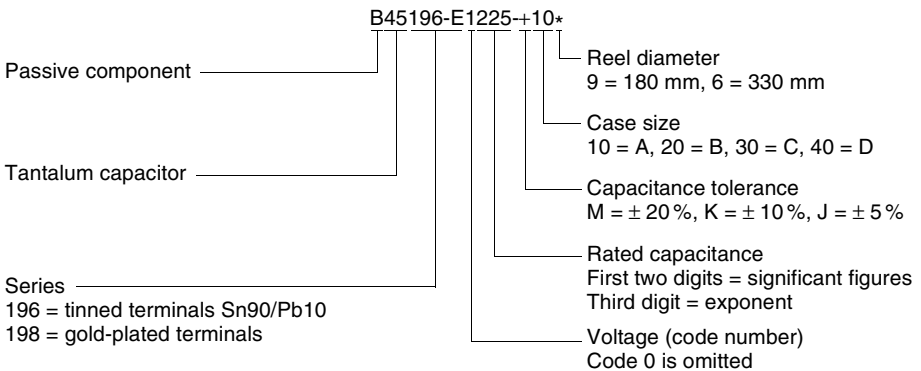 B45196-E1225-+10*
Passive component
Tantalum capacitor
Series
196 = tinned terminals Sn90/Pb10
198 = gold-plated terminals
Reel diameter
9 = 180 mm, 6 = 330 mm
Case size
10 = A, 20 = B, 30 = C, 40 = D
Capacitance tolerance
M = ± 20 %, K = ± 10 %, J = ± 5 %
Rated capacitance
First two digits = significant figures
Third digit = exponent
Voltage (code number)
Code 0 is omitted